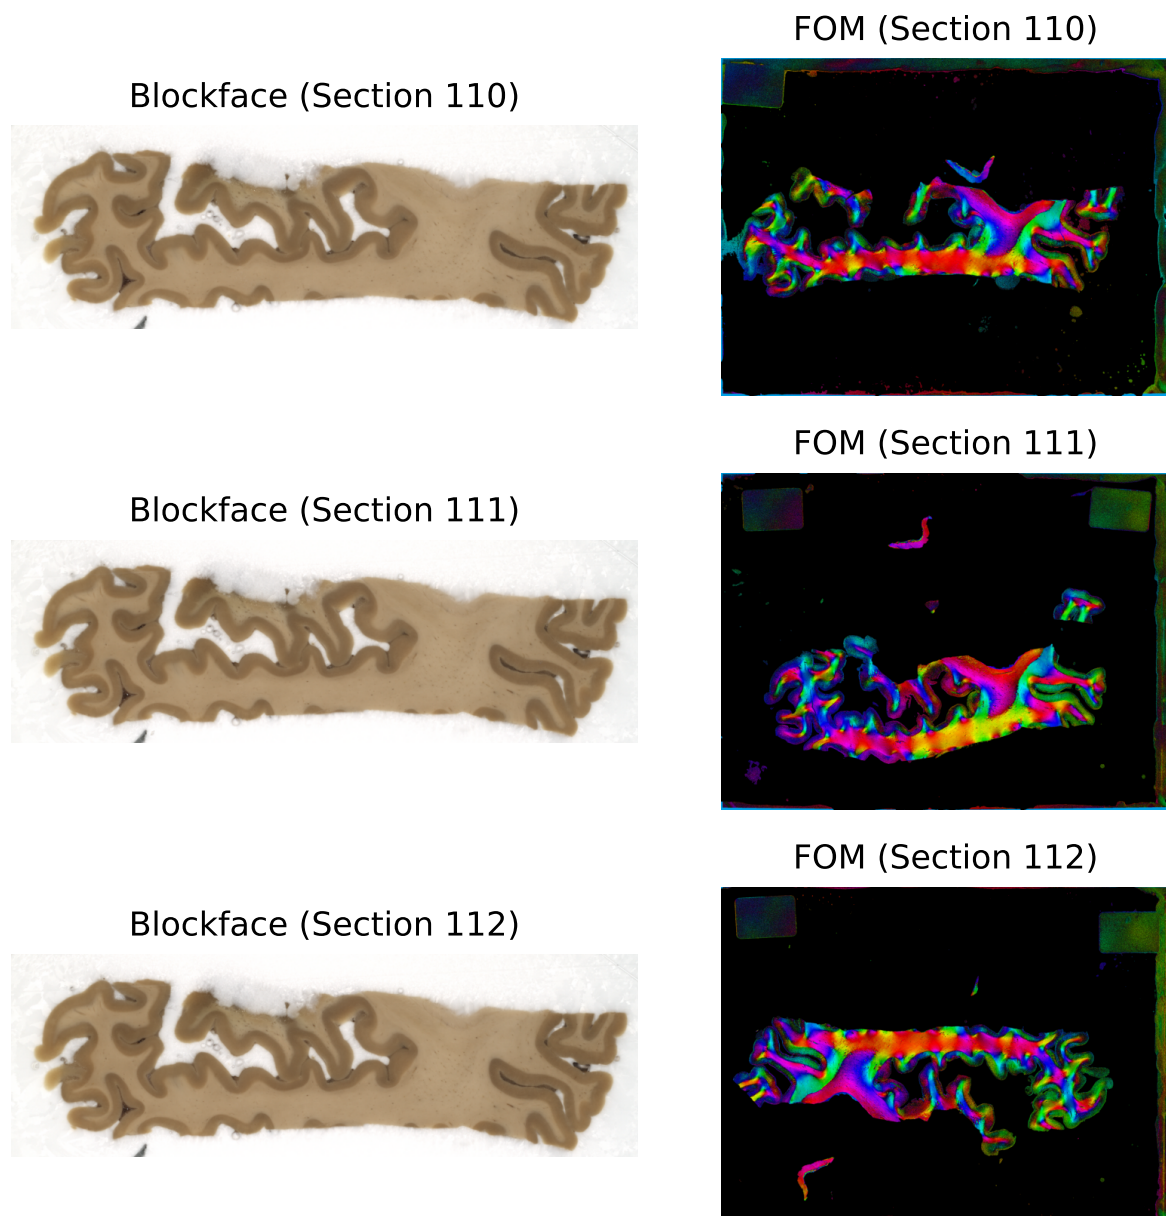 FOM (Section 110)
Blockface (Section 110)
FOM (Section 111)
Blockface (Section 111)
FOM (Section 112)
Blockface (Section 112)